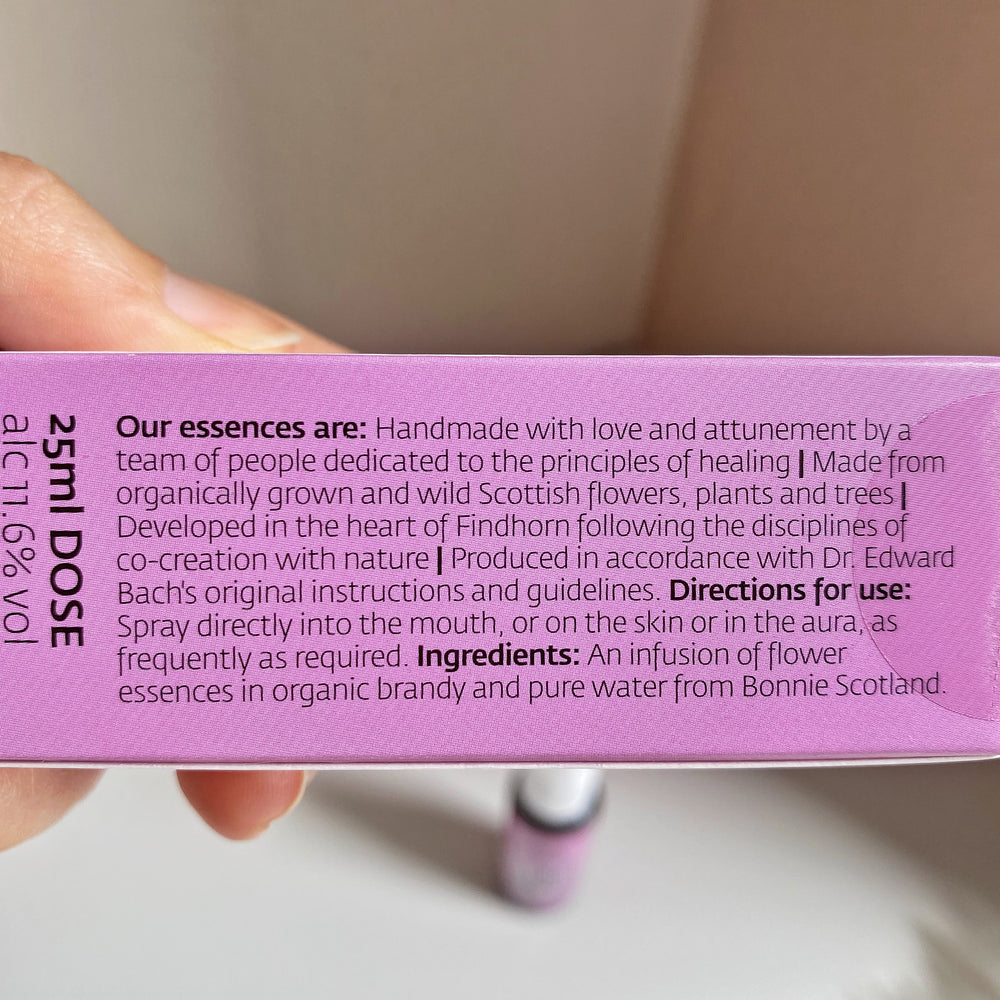 25ml DOSE
alc 11.6% vol
Our essences are: Handmade with love and attunement by a
team of people dedicated to the principles of healing | Made from
organically grown and wild Scottish flowers, plants and trees |
Developed in the heart of Findhorn following the disciplines of
co-creation with nature | Produced in accordance with Dr. Edward
Bach's original instructions and guidelines. Directions for use:
Spray directly into the mouth, or on the skin or in the aura, as
frequently as required. Ingredients: An infusion of flower
essences in organic brandy and pure water from Bonnie Scotland.